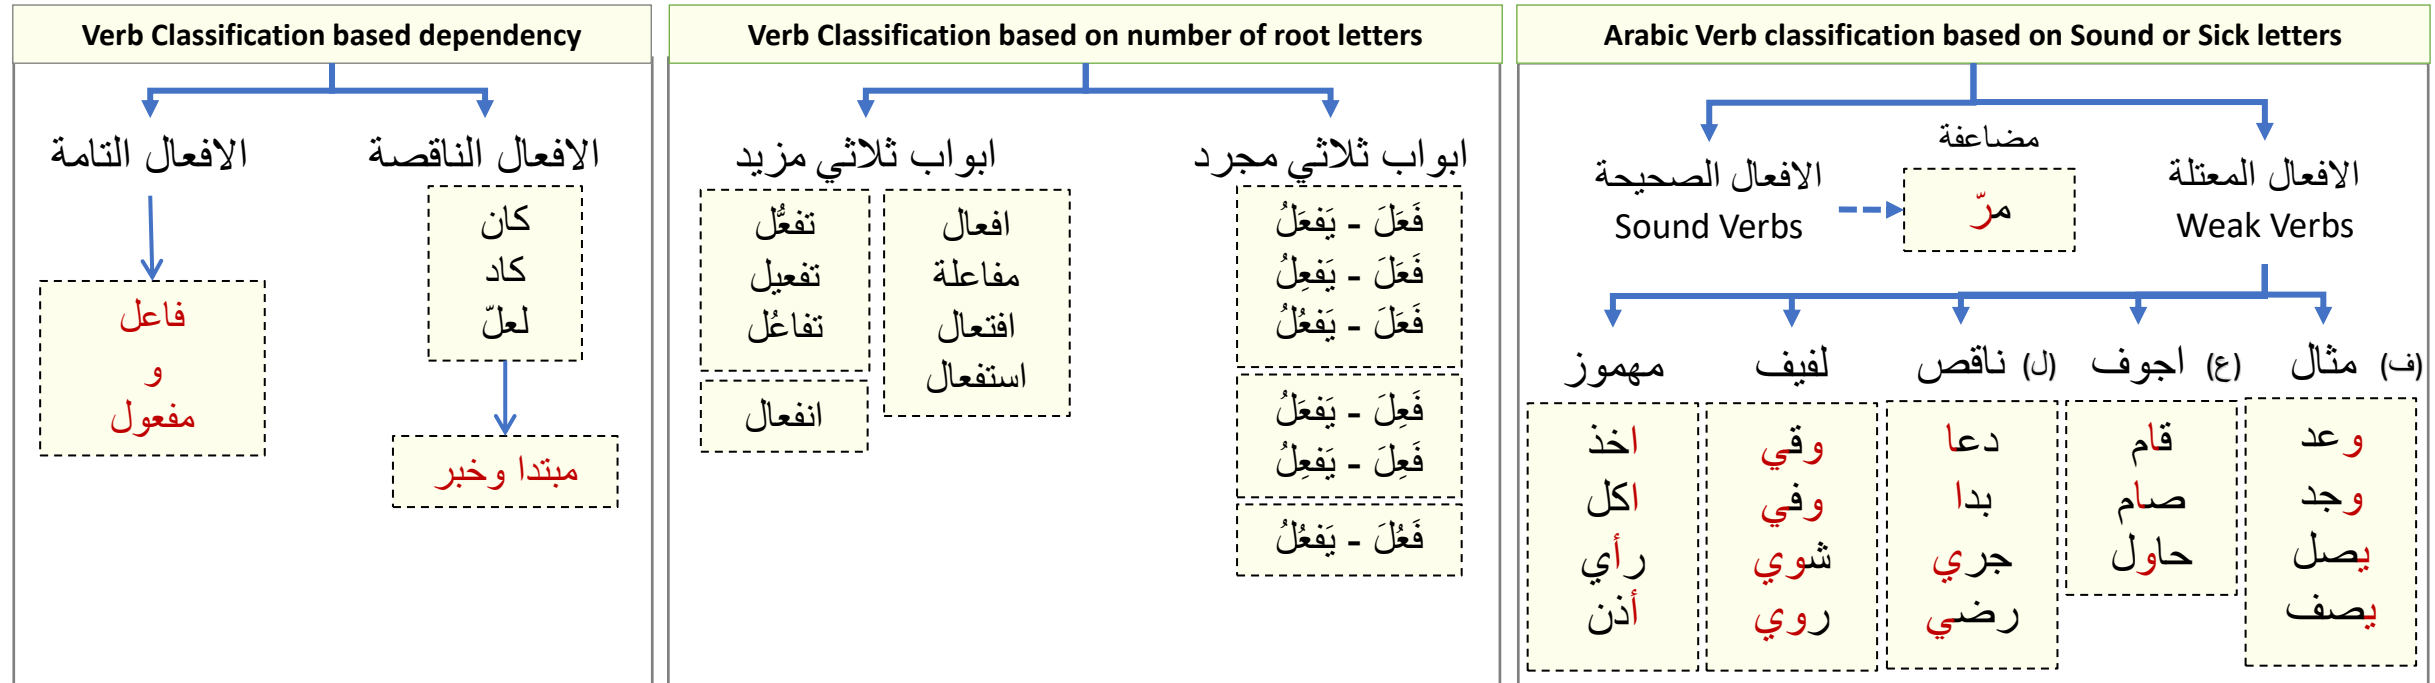 Verb Classification based dependency
الافعال التامة
الافعال الناقصة
فاعل
و
مفعول
كان
كاد
لعلّ
مبتدا وخبر
Verb Classification based on number of root letters
ابواب ثلاثي مزيد
ابواب ثلاثي مجرد
تفعُّل
تفعيل
تفاعُل
انفعال
افعال
مفاعلة
افتعال
استفعال
فَعَلَ - يَفعَلُ
فَعَلَ - يَفعِلُ
فَعَلَ - يَفعُلُ
فَعِلَ - يَفعَلُ
فَعِلَ - يَفعِلُ
فَعُلَ - يَفعُلُ
Arabic Verb classification based on Sound or Sick letters
الافعال الصحيحة
Sound Verbs
مضاعفة
مرّ
الافعال المعتلة
Weak Verbs
(ف) مثال
وعد
وجد
يصل
يصف
(ع) اجوف
قام
صام
حاول
(ل) ناقص
دعا
بدا
جري
رضي
لفيف
وقي
وفي
شوي
روي
مهموز
اخذ
اكل
رأي
أذن